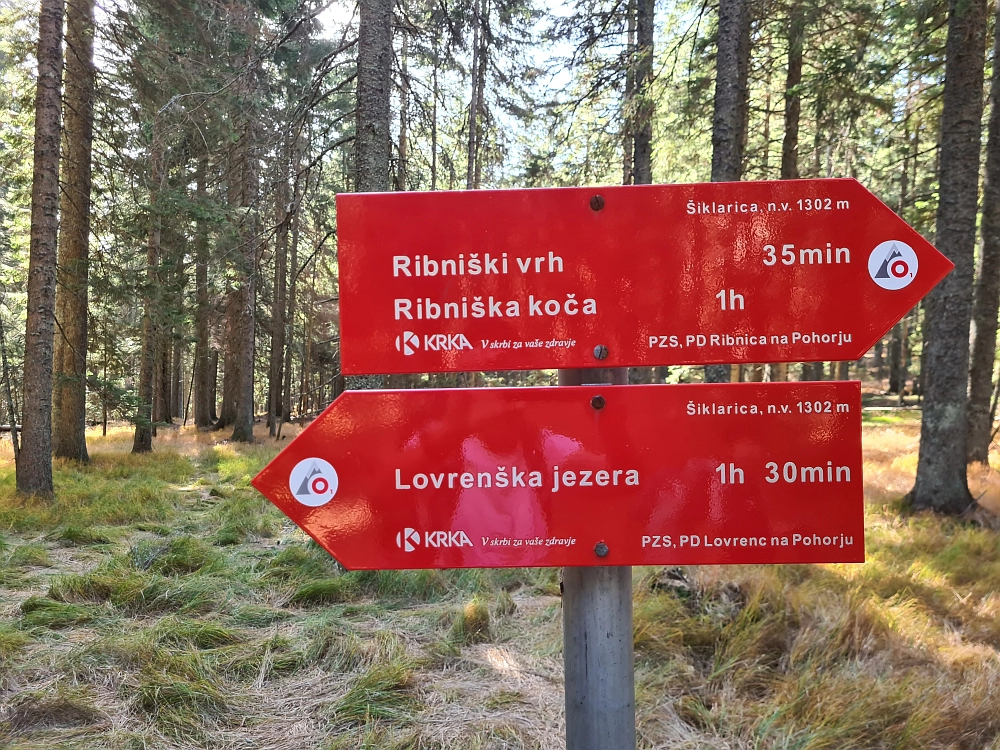 Šiklarica, n.v. 1302 m
Ribniški vrh 35min
Ribniška koča 1h
KRKA V skrbi za vaše zdravje PZS, PD Ribnica na Pohorju
Šiklarica, n.v. 1302 m
Lovrenška jezera 1h 30min
KRKA V skrbi za vaše zdravje PZS, PD Lovrenc na Pohorju